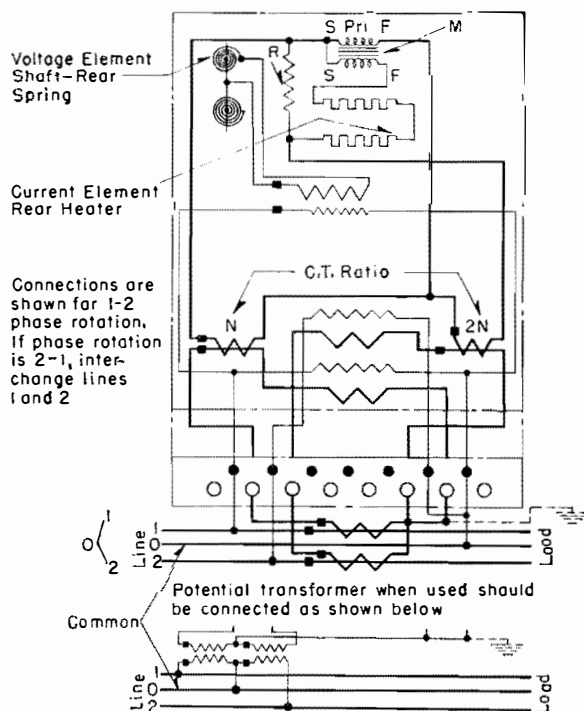 S Pri F
M
R
Voltage Element
Shaft-Rear
Spring
S
F
Current Element
Rear Heater
C.T. Ratio
Connections are
shown far 1-2
phase rotation.
If phase rotation
is 2-1, inter-
change lines
1 and 2
N
2N
1
0
2
Line
1
0
2
Load
Potential transformer when used should
be connected as shown below
Common
Line
1
0
2
Load